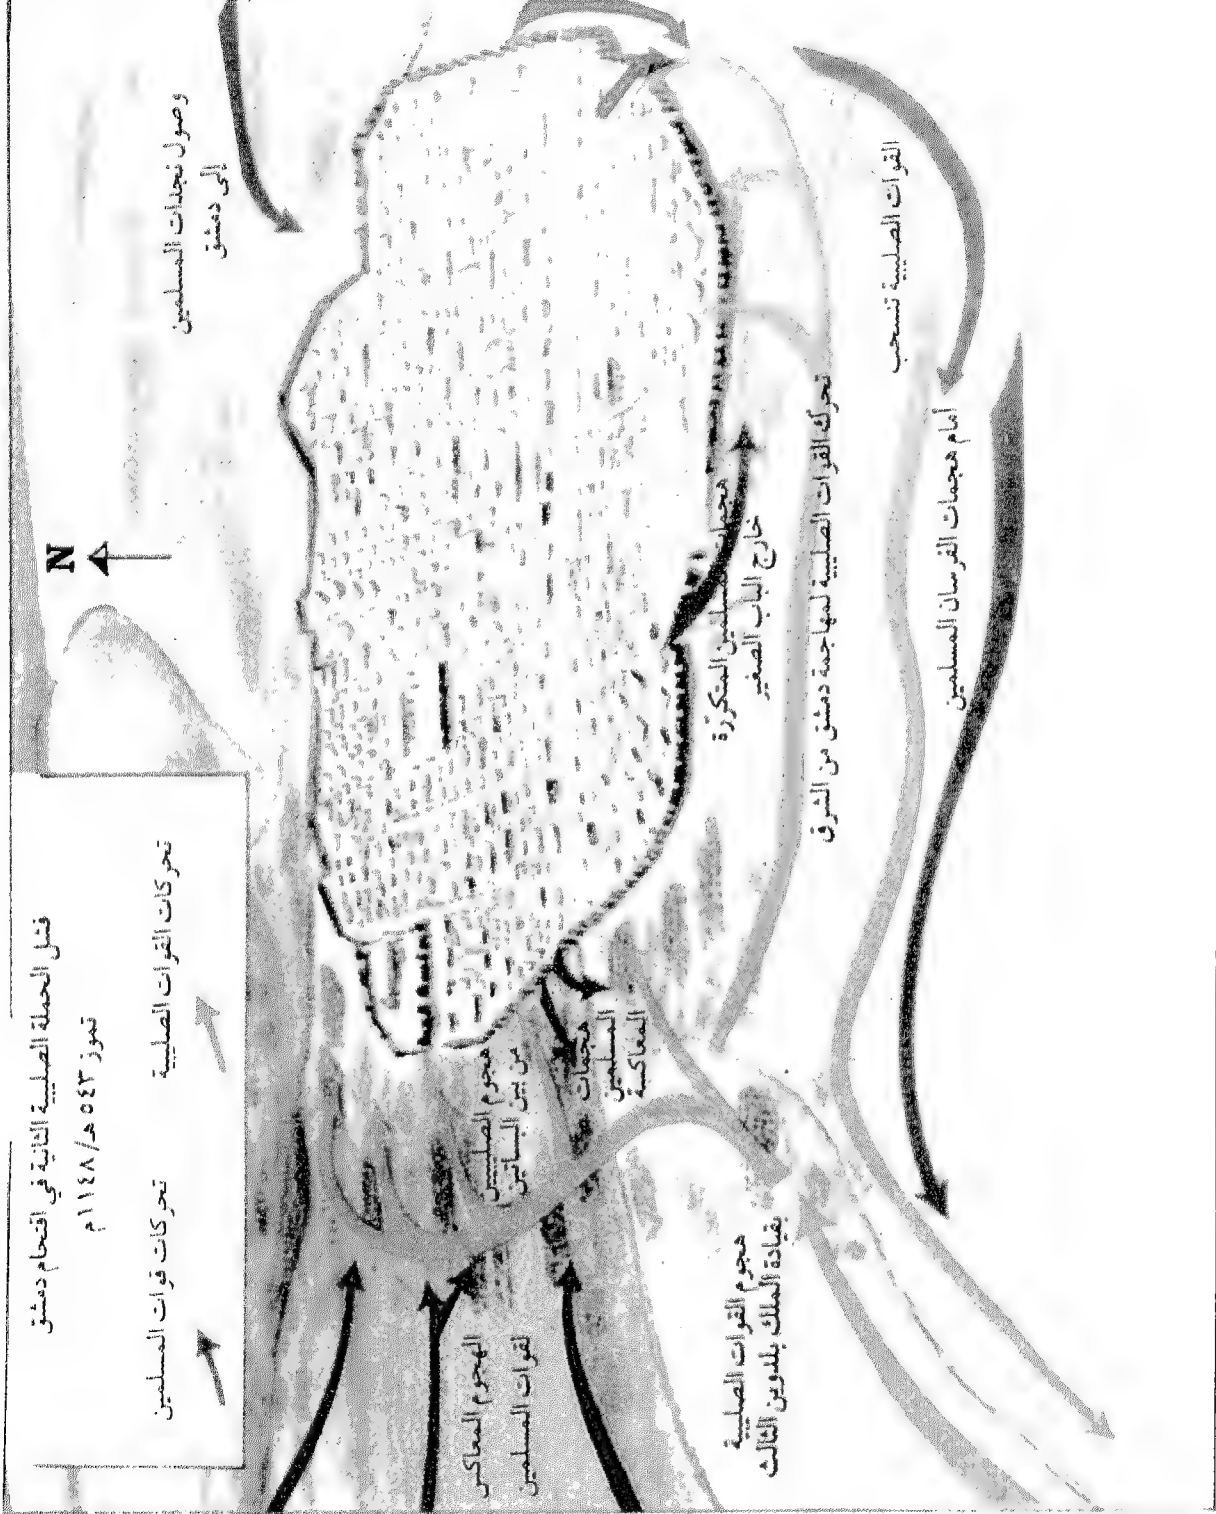 فشل الحملة الصليبية الثانية في اقتحام دمشق
تموز ٥٤٣ هـ/١١٤٨م
تحركات قوات المسلمين
تحركات القوات الصليبية
N
وصول نجدات المسلمين
إلى دمشق
هجوم الصليبيين
من بين البساتين
هجمات
المسلمين
المعاكسة
الهجوم المعاكس
لقوات المسلمين
هجوم القوات الصليبية
بقيادة الملك بلدوين الثالث
هجمات المسلمين المتكررة
خارج الباب الصغير
تحرك القوات الصليبية لمهاجمة دمشق من الشرق
القوات الصليبية تنسحب
أمام هجمات الفرسان المسلمين